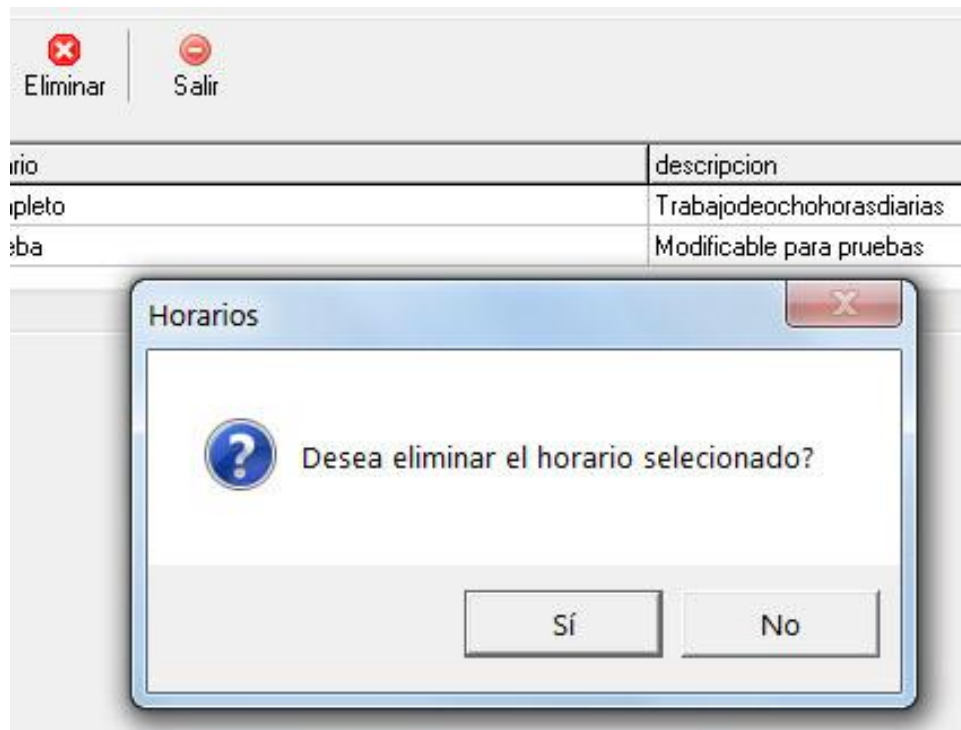 Eliminar Salir
rio descripcion
pleto Trabajodeochohorasdiarias
eba Modificable para pruebas
Horarios
Desea eliminar el horario selecionado?
Sí No